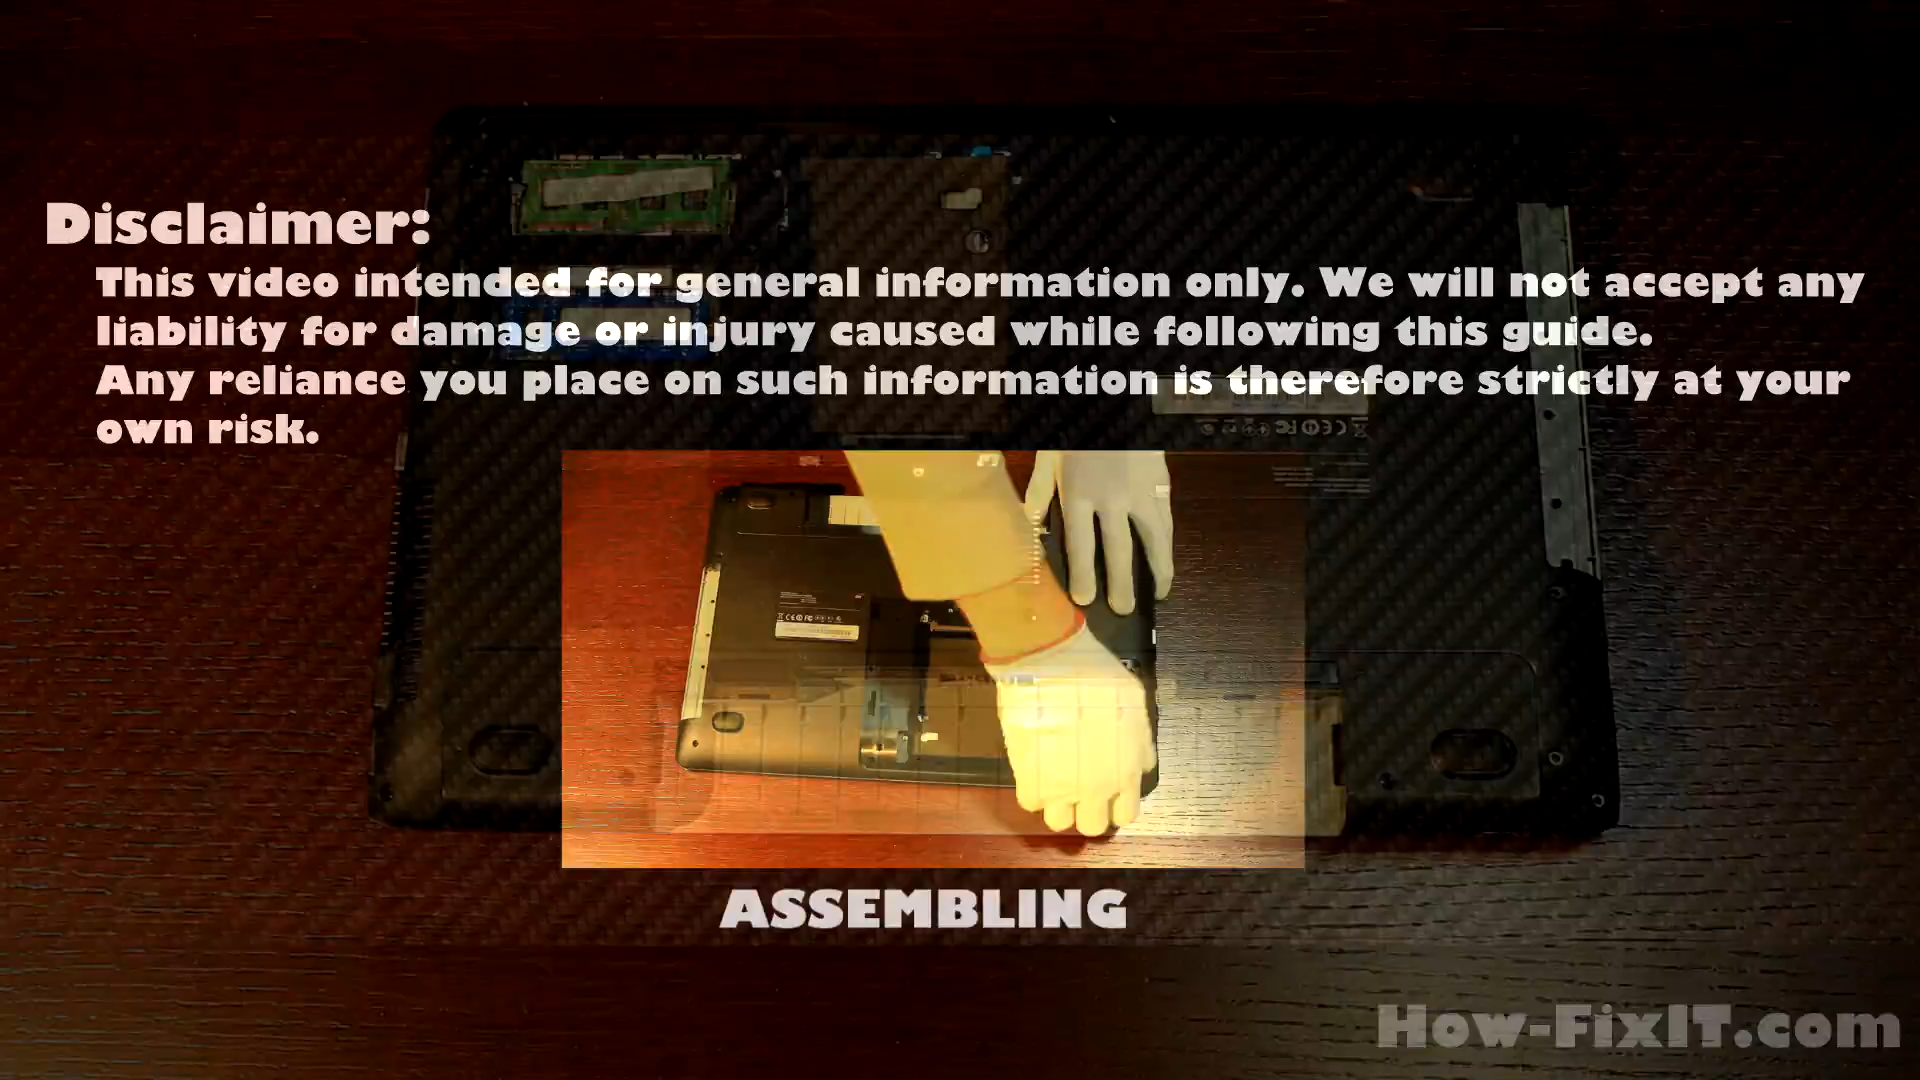 Disclaimer:
This video intended for general information only. We will not accept any
liability for damage or injury caused while following this guide.
Any reliance you place on such information is therefore strictly at your
own risk.
ASSEMBLING
How-FixIT.com